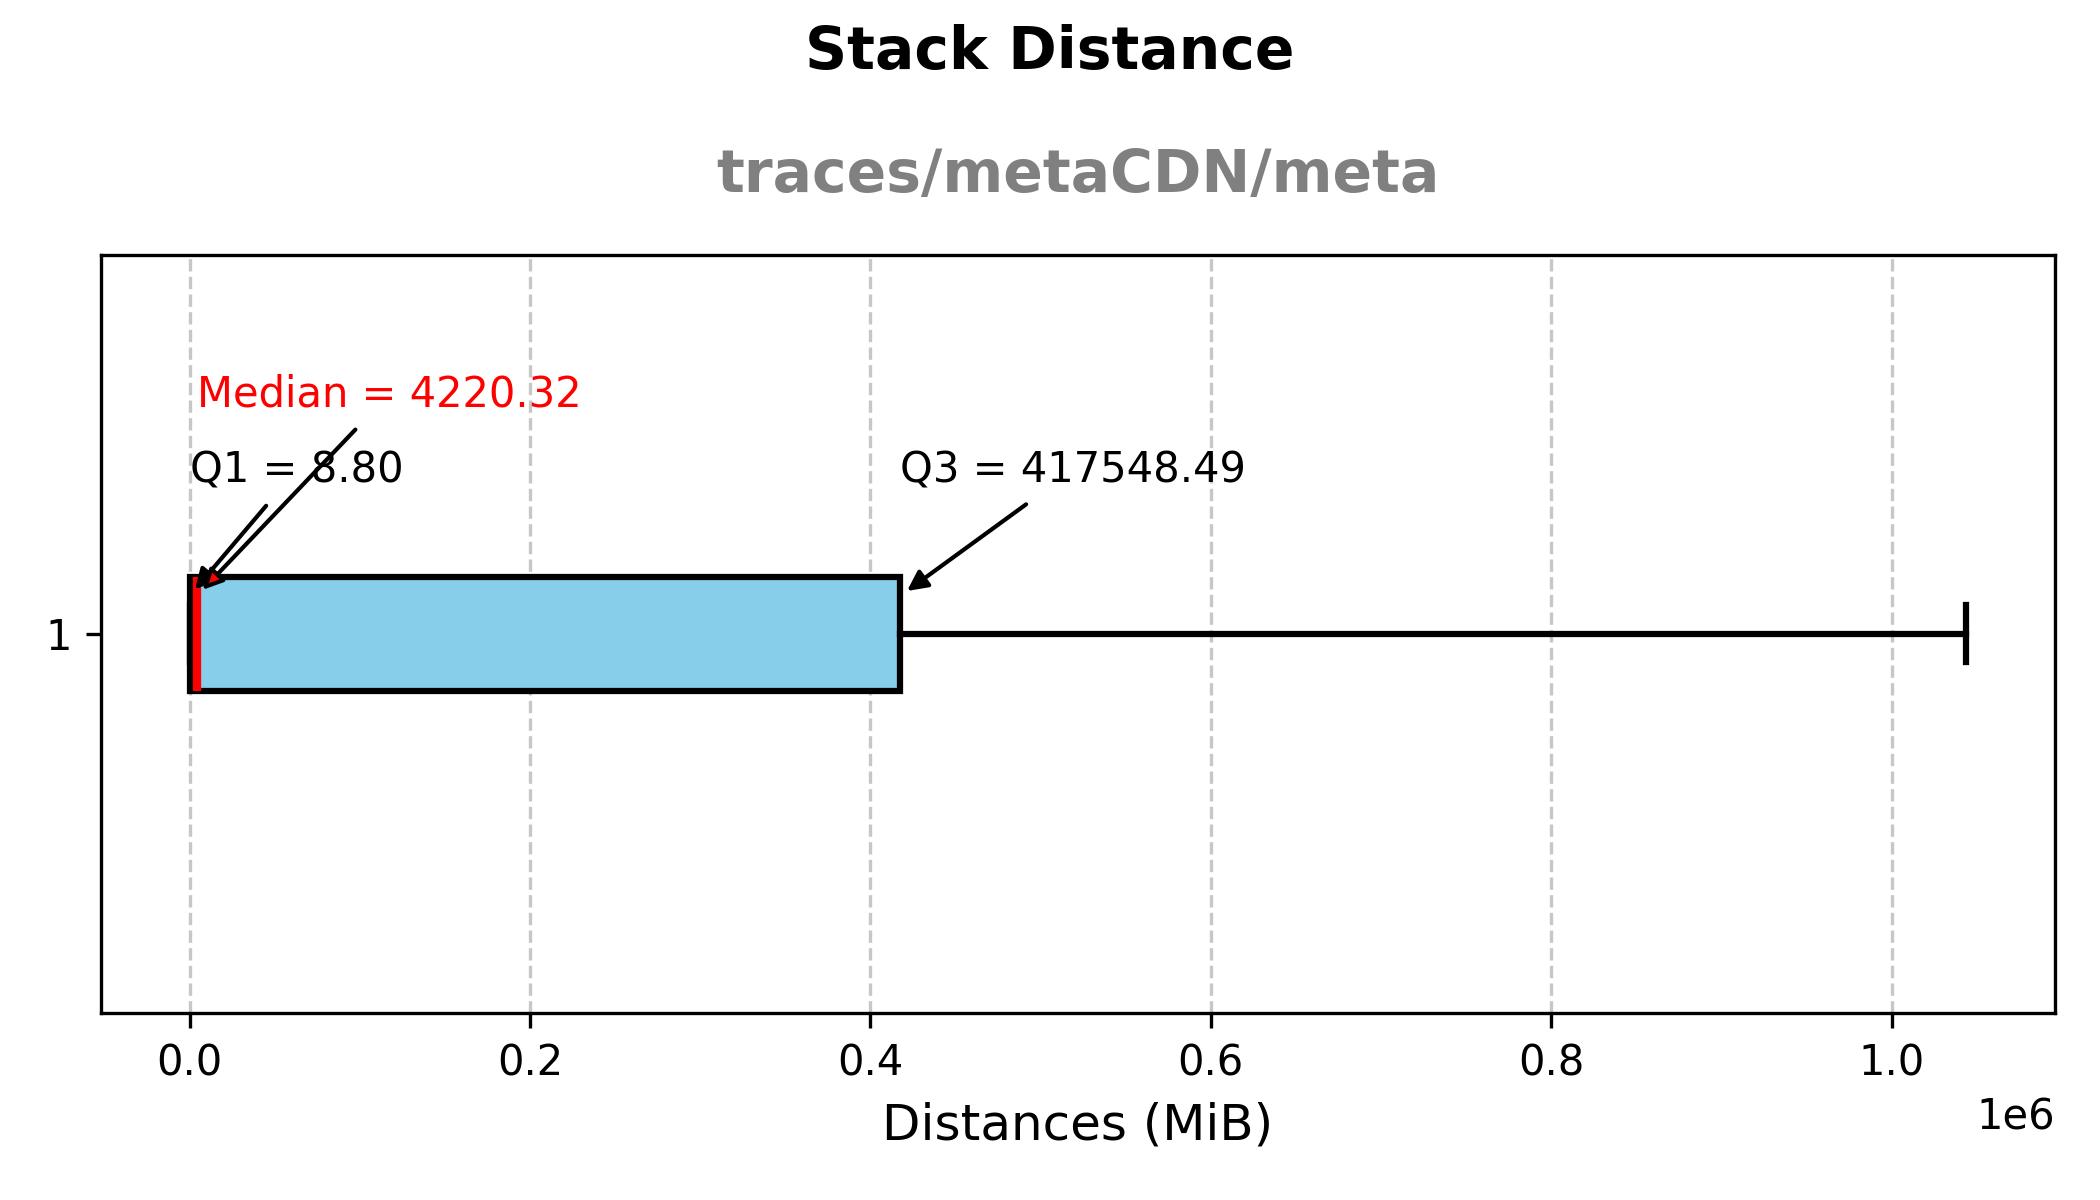 Stack Distance
traces/metaCDN/meta
Median = 4220.32
Q1 = 8.80
Q3 = 417548.49
1
0.0
0.2
0.4
0.6
0.8
1.0
1e6
Distances (MiB)